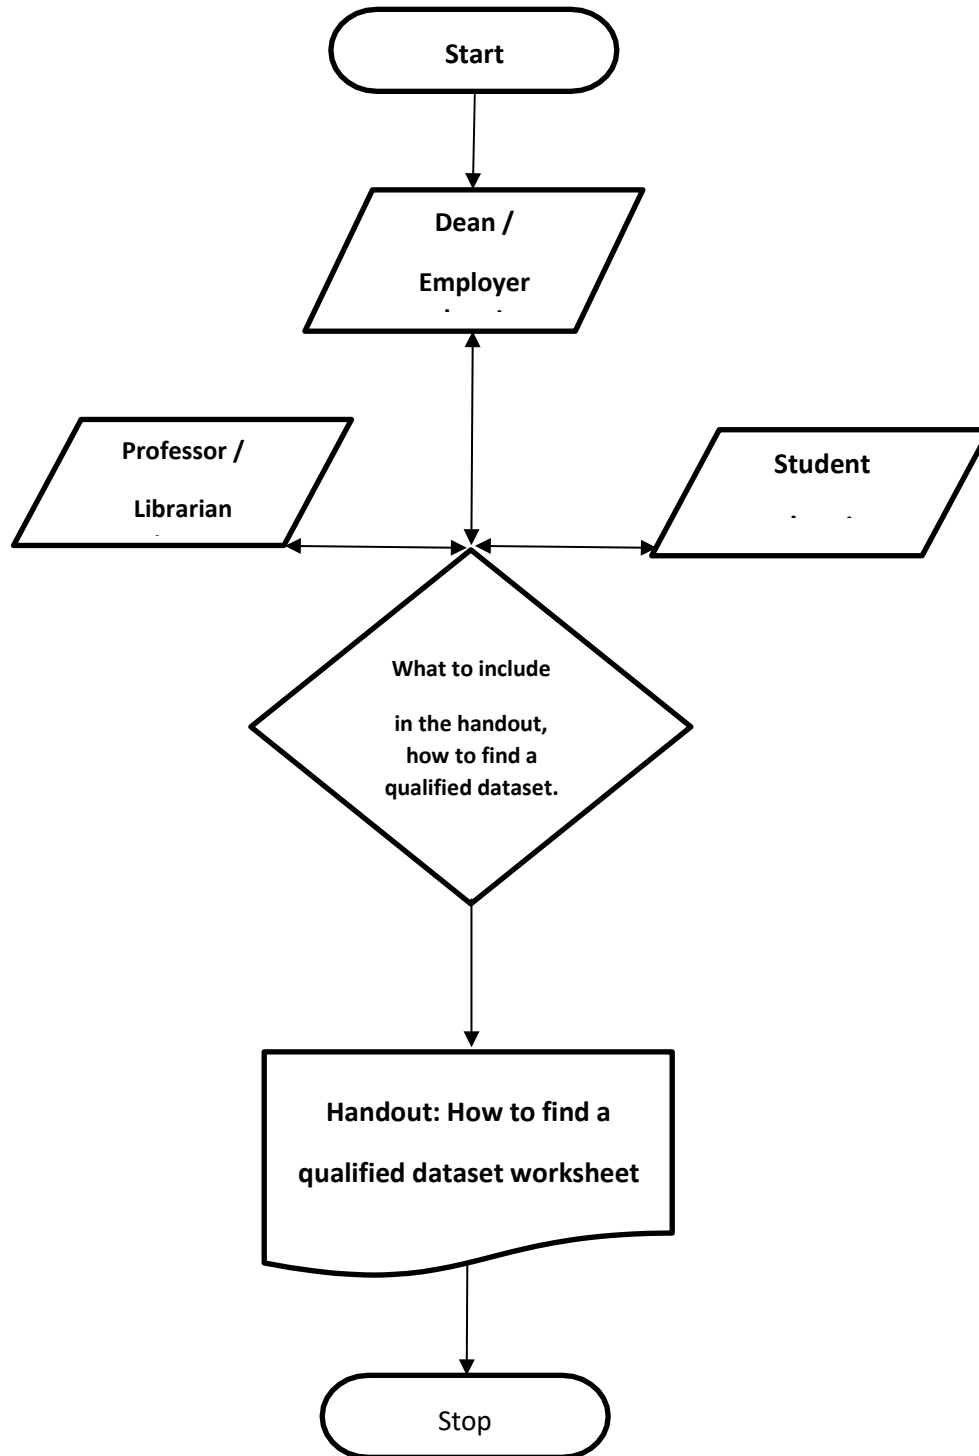 Start
Dean /
Employer
Professor /
Librarian
Student
What to include
in the handout,
how to find a
qualified dataset.
Handout: How to find a
qualified dataset worksheet
Stop